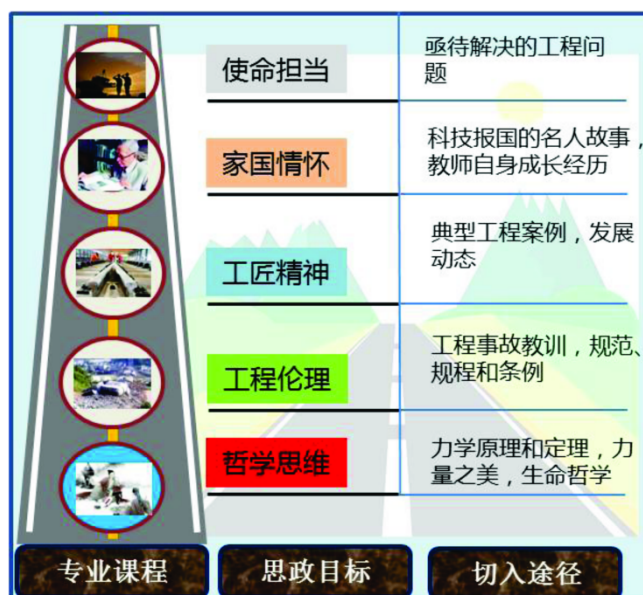 使命担当
亟待解决的工程问
题
家国情怀
科技报国的名人故事，
教师自身成长经历
工匠精神
典型工程案例，发展
动态
工程伦理
工程事故教训，规范、
规程和条例
哲学思维
力学原理和定理，力
量之美，生命哲学
专业课程
思政目标
切入途径